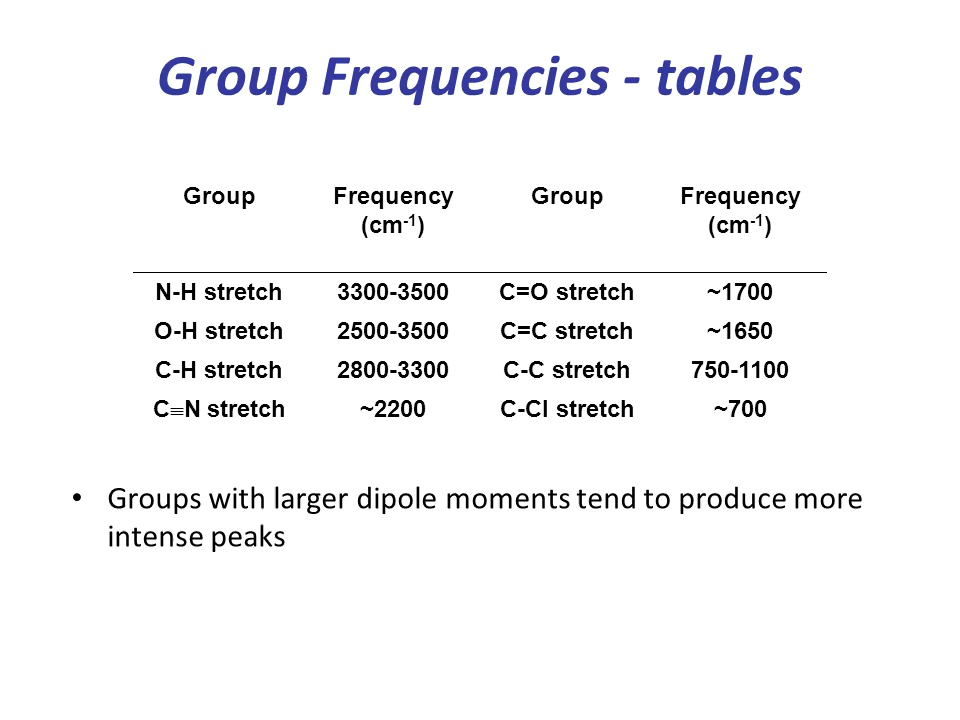 Group Frequencies - tables
Group Frequency (cm-1) Group Frequency (cm-1)
N-H stretch 3300-3500 C=O stretch ~1700
O-H stretch 2500-3500 C=C stretch ~1650
C-H stretch 2800-3300 C-C stretch 750-1100
C≡N stretch ~2200 C-Cl stretch ~700
• Groups with larger dipole moments tend to produce more
intense peaks